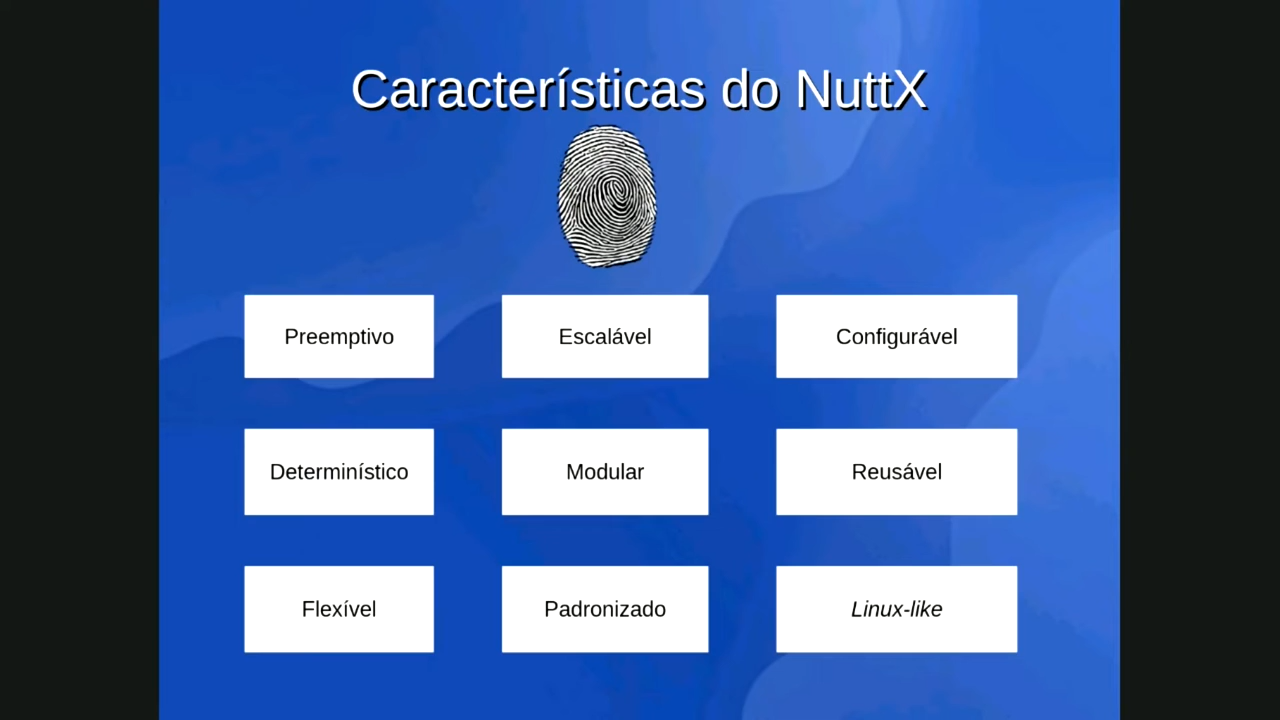 Características do NuttX
Preemptivo
Escalável
Configurável
Determinístico
Modular
Reusável
Flexível
Padronizado
Linux-like